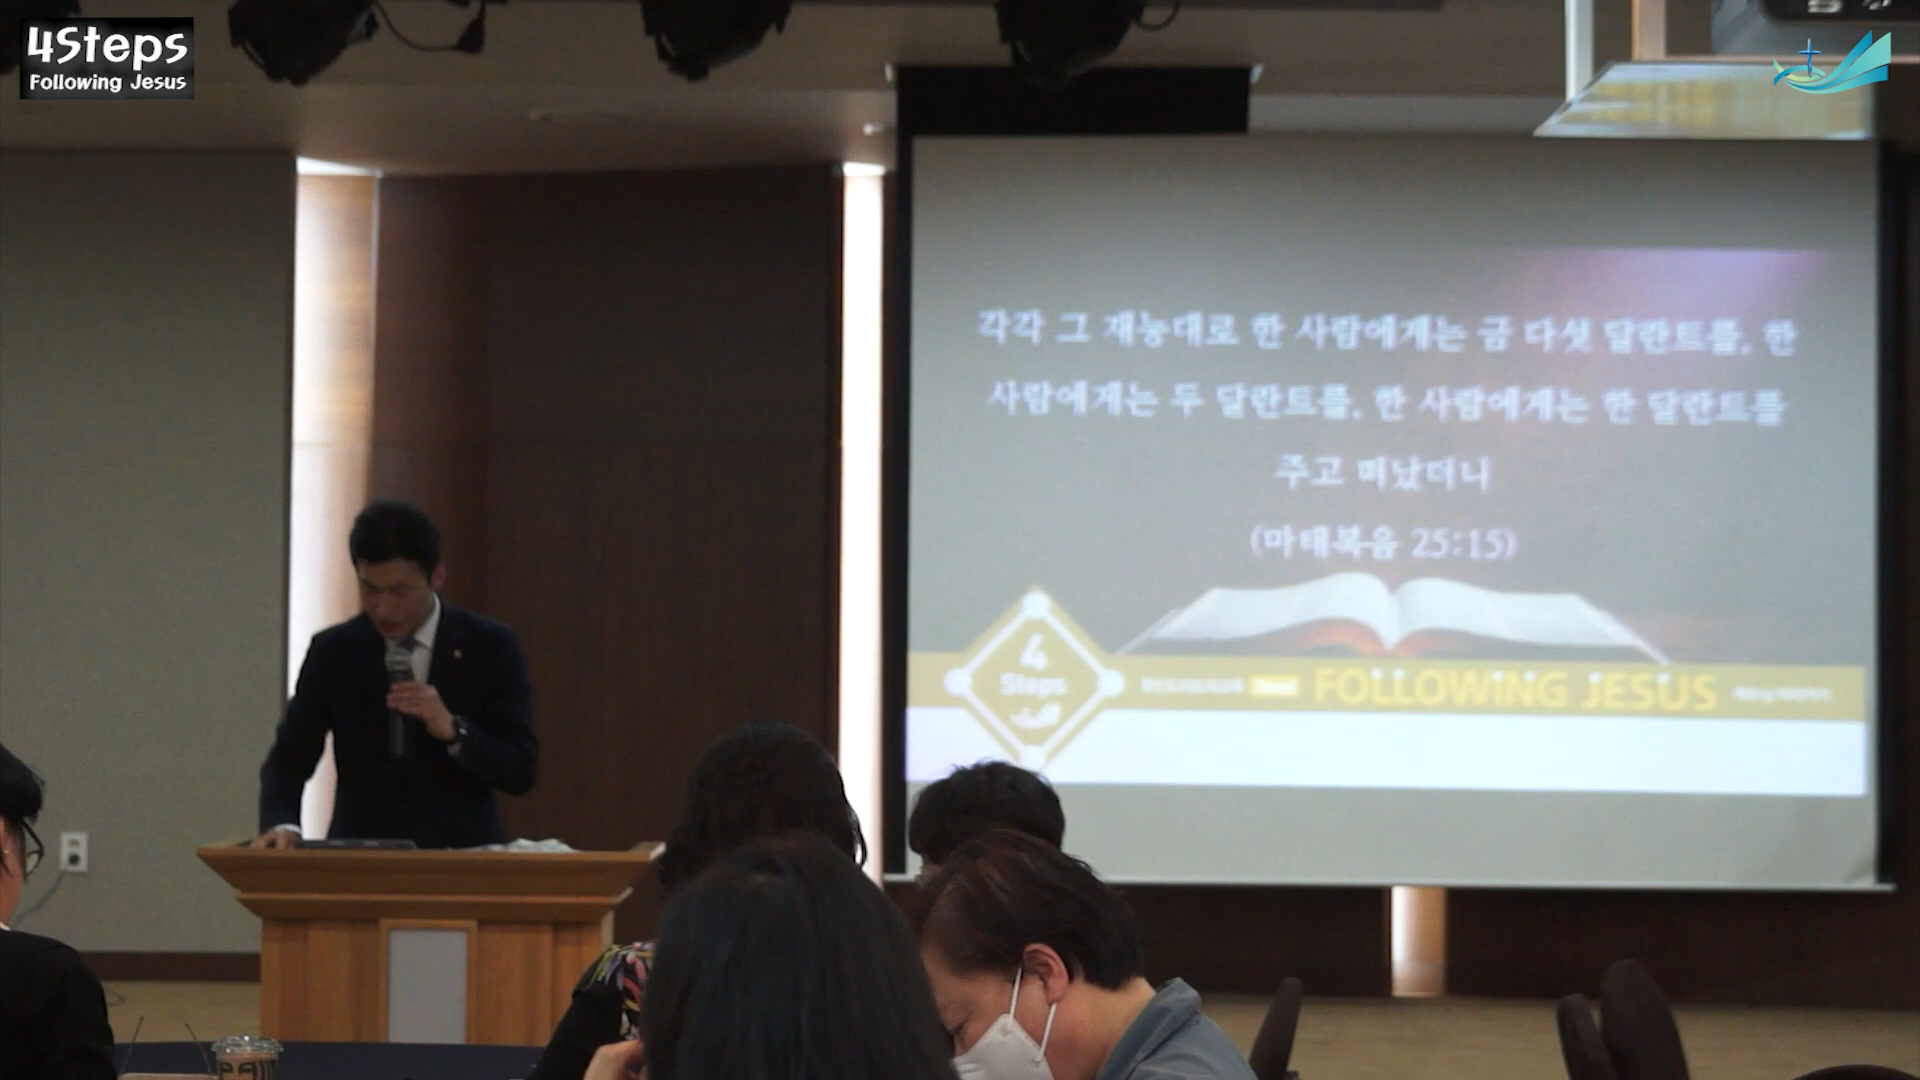 4Steps
Following Jesus
각각 그 재능대로 한 사람에게는 금 다섯 달란트를, 한
사람에게는 두 달란트를, 한 사람에게는 한 달란트를
주고 떠났더니
(마태복음 25:15)
4
Steps
FOLLOWING JESUS